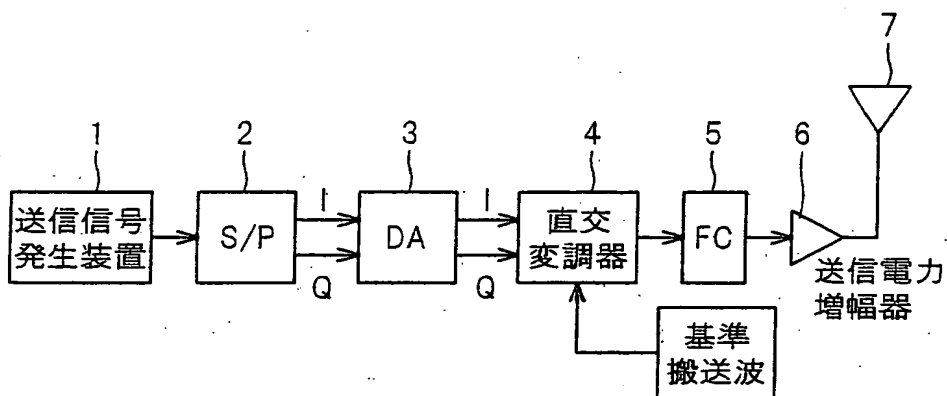 7
1
2
3
4
5
6
送信信号
発生装置
S/P
I
Q
DA
I
Q
直交
変調器
FC
送信電力
増幅器
基準
搬送波